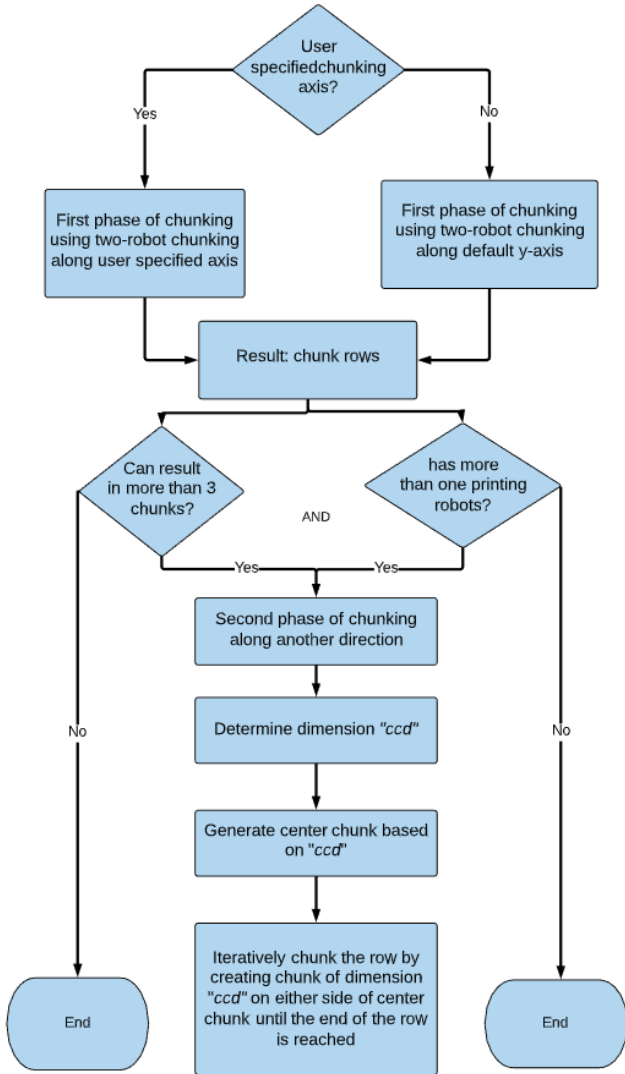 User
specifiedchunking
axis?
Yes
No
First phase of chunking
using two-robot chunking
along user specified axis
First phase of chunking
using two-robot chunking
along default y-axis
Result: chunk rows
Can result
in more than 3
chunks?
has more
than one printing
robots?
AND
Yes
Yes
Second phase of chunking
along another direction
No
Determine dimension "ccd"
No
Generate center chunk based
on "ccd"
Iteratively chunk the row by
creating chunk of dimension
"ccd" on either side of center
chunk until the end of the row
is reached
End
End